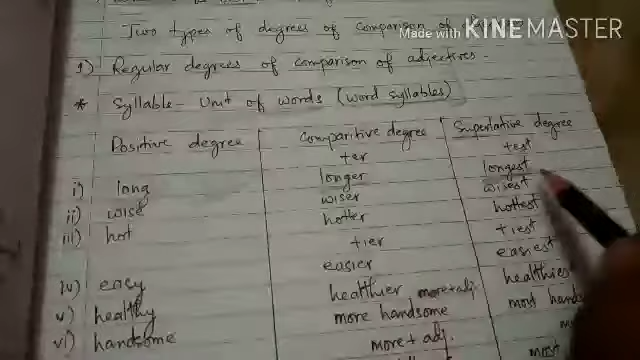 Two types of degrees of comparison of
Made with KINEMASTER
1) Regular degrees of comparison of adjectives.
* Syllable - Unit of words (word syllables)
Positive degree Comparitive degree Superlative degree
+er +est
i) long longer longest
ii) wise wiser wisest
iii) hot hotter hottest
+ier +iest
iv) easy easier easiest
v) healthy healthier more+adj healthies
vi) handsome more handsome most hands
more+ adj.
most